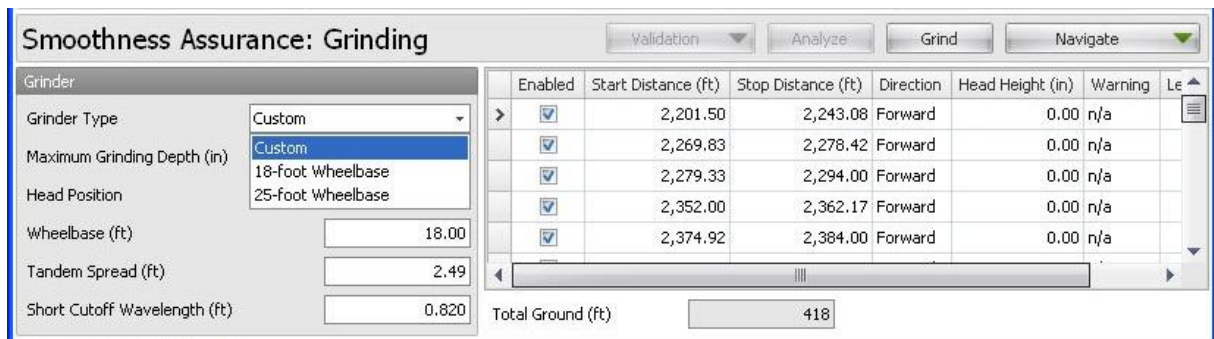 Smoothness Assurance: Grinding
Validation
Analyze
Grind
Navigate
Grinder
Grinder Type
Custom
Custom
18-foot Wheelbase
25-foot Wheelbase
Maximum Grinding Depth (in)
Head Position
Wheelbase (ft) 18.00
Tandem Spread (ft) 2.49
Short Cutoff Wavelength (ft) 0.820
Enabled Start Distance (ft) Stop Distance (ft) Direction Head Height (in) Warning Le
2,201.50 2,243.08 Forward 0.00 n/a
2,269.83 2,278.42 Forward 0.00 n/a
2,279.33 2,294.00 Forward 0.00 n/a
2,352.00 2,362.17 Forward 0.00 n/a
2,374.92 2,384.00 Forward 0.00 n/a
Total Ground (ft) 418